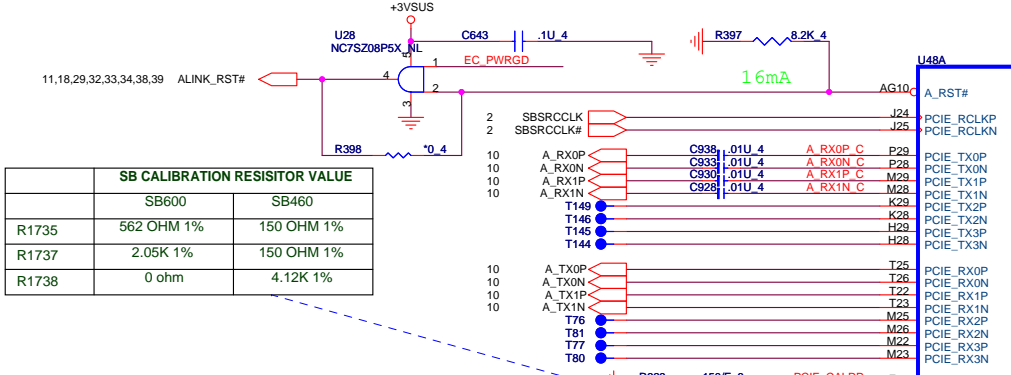 +3VSUS
U28
NC7SZ08P5X_NL
5
C643 .1U_4
R397 8.2K_4
U48A
EC_PWRGD 1
11,18,29,32,33,34,38,39 ALINK_RST# 4
2
3
16mA
AG10 A_RST#
R398 *0_4
2 SBSRCCLK J24 PCIE_RCLKP
2 SBSRCCLK# J25 PCIE_RCLKN
10 A_RX0P C938 .01U_4 A_RX0P_C P29 PCIE_TX0P
10 A_RX0N C933 .01U_4 A_RX0N_C P28 PCIE_TX0N
10 A_RX1P C930 .01U_4 A_RX1P_C M29 PCIE_TX1P
10 A_RX1N C928 .01U_4 A_RX1N_C M28 PCIE_TX1N
T149 K29 PCIE_TX2P
T146 K28 PCIE_TX2N
T145 H29 PCIE_TX3P
T144 H28 PCIE_TX3N
10 A_TX0P T25 PCIE_RX0P
10 A_TX0N T26 PCIE_RX0N
10 A_TX1P T22 PCIE_RX1P
10 A_TX1N T23 PCIE_RX1N
T76 M25 PCIE_RX2P
T81 M26 PCIE_RX2N
T77 M22 PCIE_RX3P
T80 M23 PCIE_RX3N
SB CALIBRATION RESISITOR VALUE
SB600 SB460
R1735 562 OHM 1% 150 OHM 1%
R1737 2.05K 1% 150 OHM 1%
R1738 0 ohm 4.12K 1%